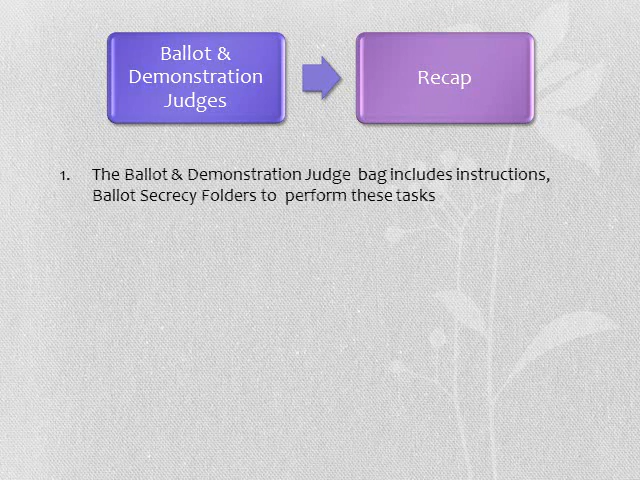 Ballot &
Demonstration
Judges
Recap
1. The Ballot & Demonstration Judge  bag includes instructions,
Ballot Secrecy Folders to  perform these tasks